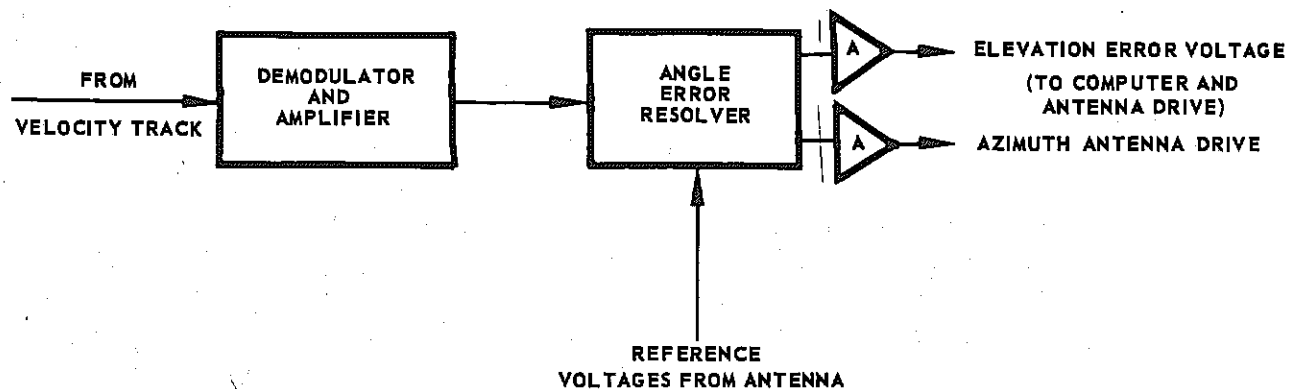 FROM
VELOCITY TRACK
DEMODULATOR
AND
AMPLIFIER
ANGLE
ERROR
RESOLVER
A
A
ELEVATION ERROR VOLTAGE
(TO COMPUTER AND
ANTENNA DRIVE)
AZIMUTH ANTENNA DRIVE
REFERENCE
VOLTAGES FROM ANTENNA